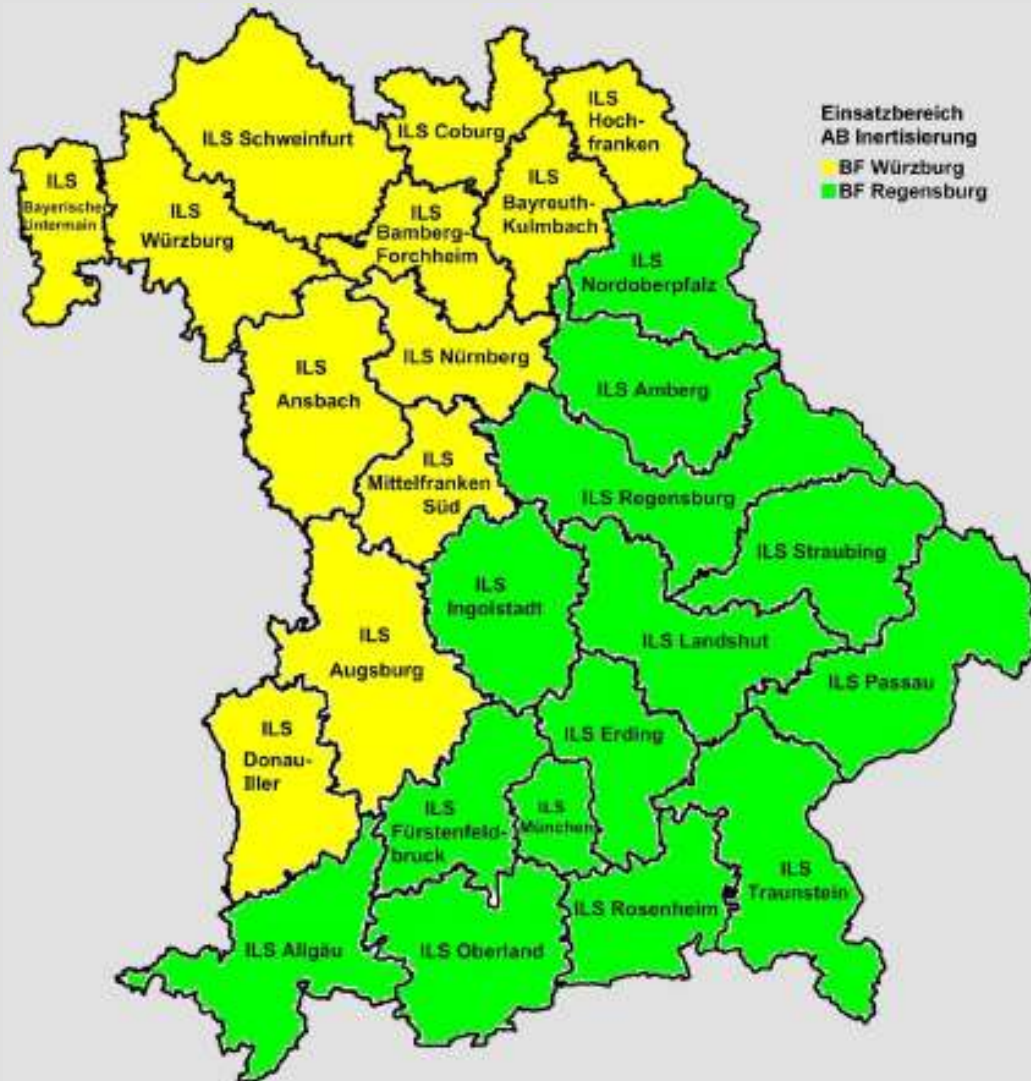 Einsatzbereich
AB Inertisierung
BF Würzburg
BF Regensburg
ILS Schweinfurt
ILS Coburg
ILS
Hoch-
franken
ILS
Bayerische
Untermain
ILS
Würzburg
ILS
Bamberg-
Forchheim
ILS
Bayreuth-
Kulmbach
ILS
Nordoberpfalz
ILS
Ansbach
ILS Nürnberg
ILS Amberg
ILS
Mittelfranken
Süd
ILS Regensburg
ILS Straubing
ILS
Ingolstadt
ILS Landshut
ILS Passau
ILS
Augsburg
ILS
Donau-
Iller
ILS Erding
ILS
Fürstenfeld-
bruck
ILS
München
ILS
Traunstein
ILS Rosenheim
ILS Allgäu
ILS Oberland